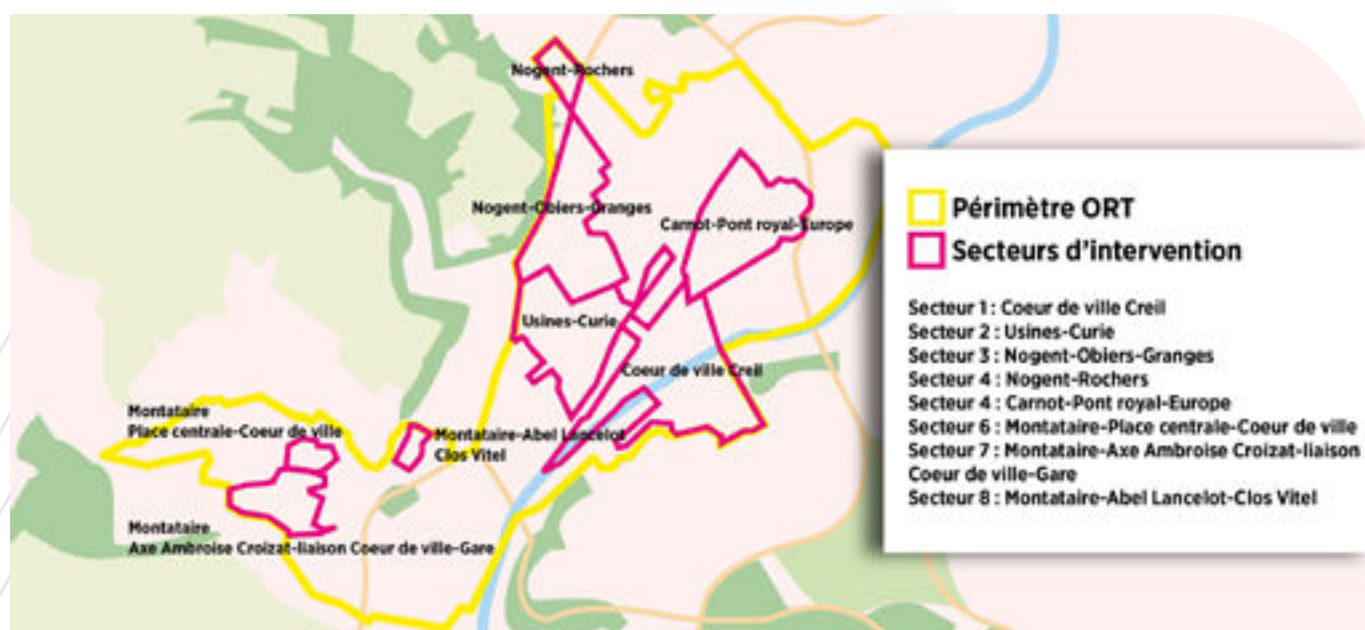 Nogent-Rochers
Nogent-Obiers-Granges
Carnot-Pont royal-Europe
Usines-Curie
Coeur de ville Creil
Montataire
Place centrale-Coeur de ville
Montataire-Abel Lancelot
Clos Vitel
Montataire
Axe Ambroise Croizat-liaison Coeur de ville-Gare
Périmètre ORT
Secteurs d'intervention
Secteur 1 : Coeur de ville Creil
Secteur 2 : Usines-Curie
Secteur 3 : Nogent-Obiers-Granges
Secteur 4 : Nogent-Rochers
Secteur 4 : Carnot-Pont royal-Europe
Secteur 6 : Montataire-Place centrale-Coeur de ville
Secteur 7 : Montataire-Axe Ambroise Croizat-liaison
Coeur de ville-Gare
Secteur 8 : Montataire-Abel Lancelot-Clos Vitel